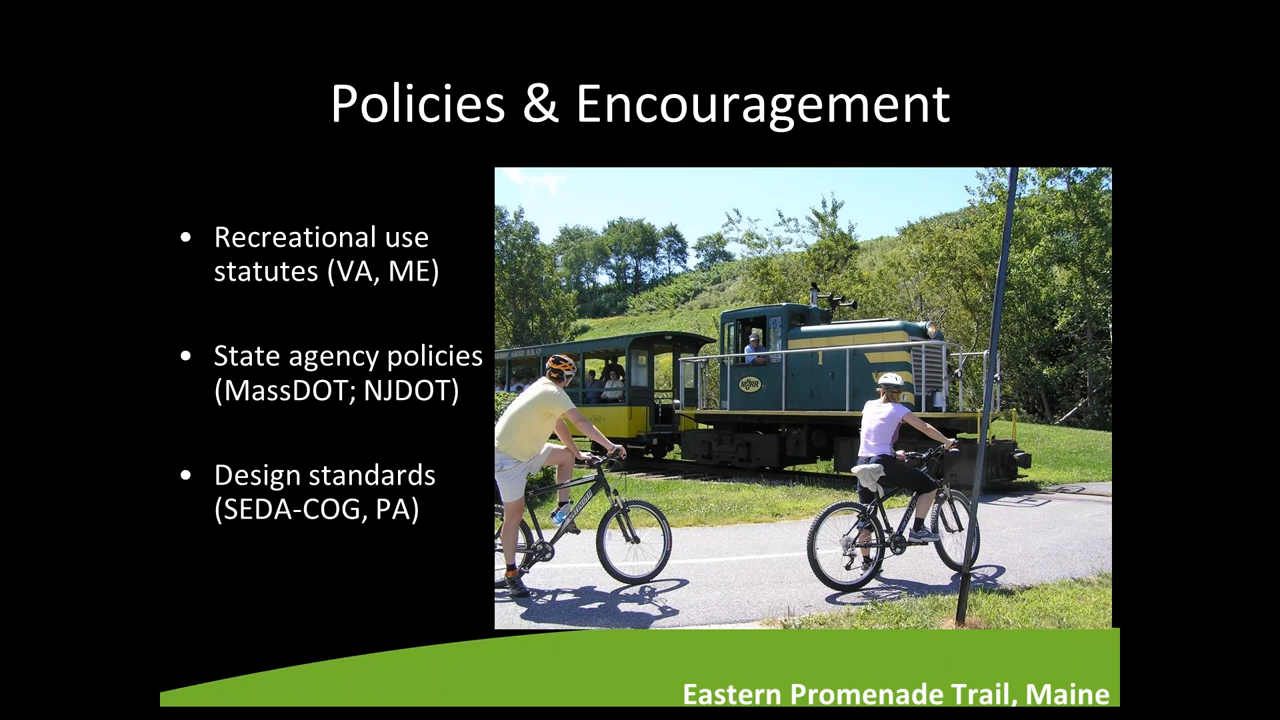 Policies & Encouragement
• Recreational use
statutes (VA, ME)
• State agency policies
(MassDOT; NJDOT)
• Design standards
(SEDA-COG, PA)
1
Eastern Promenade Trail, Maine